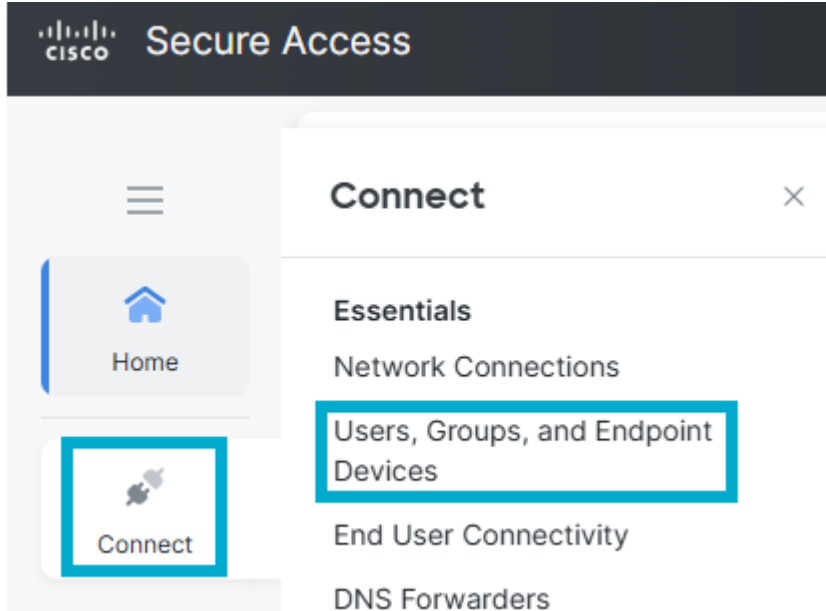 CISCO Secure Access
Connect
Home
Essentials
Network Connections
Users, Groups, and Endpoint
Devices
Connect
End User Connectivity
DNS Forwarders